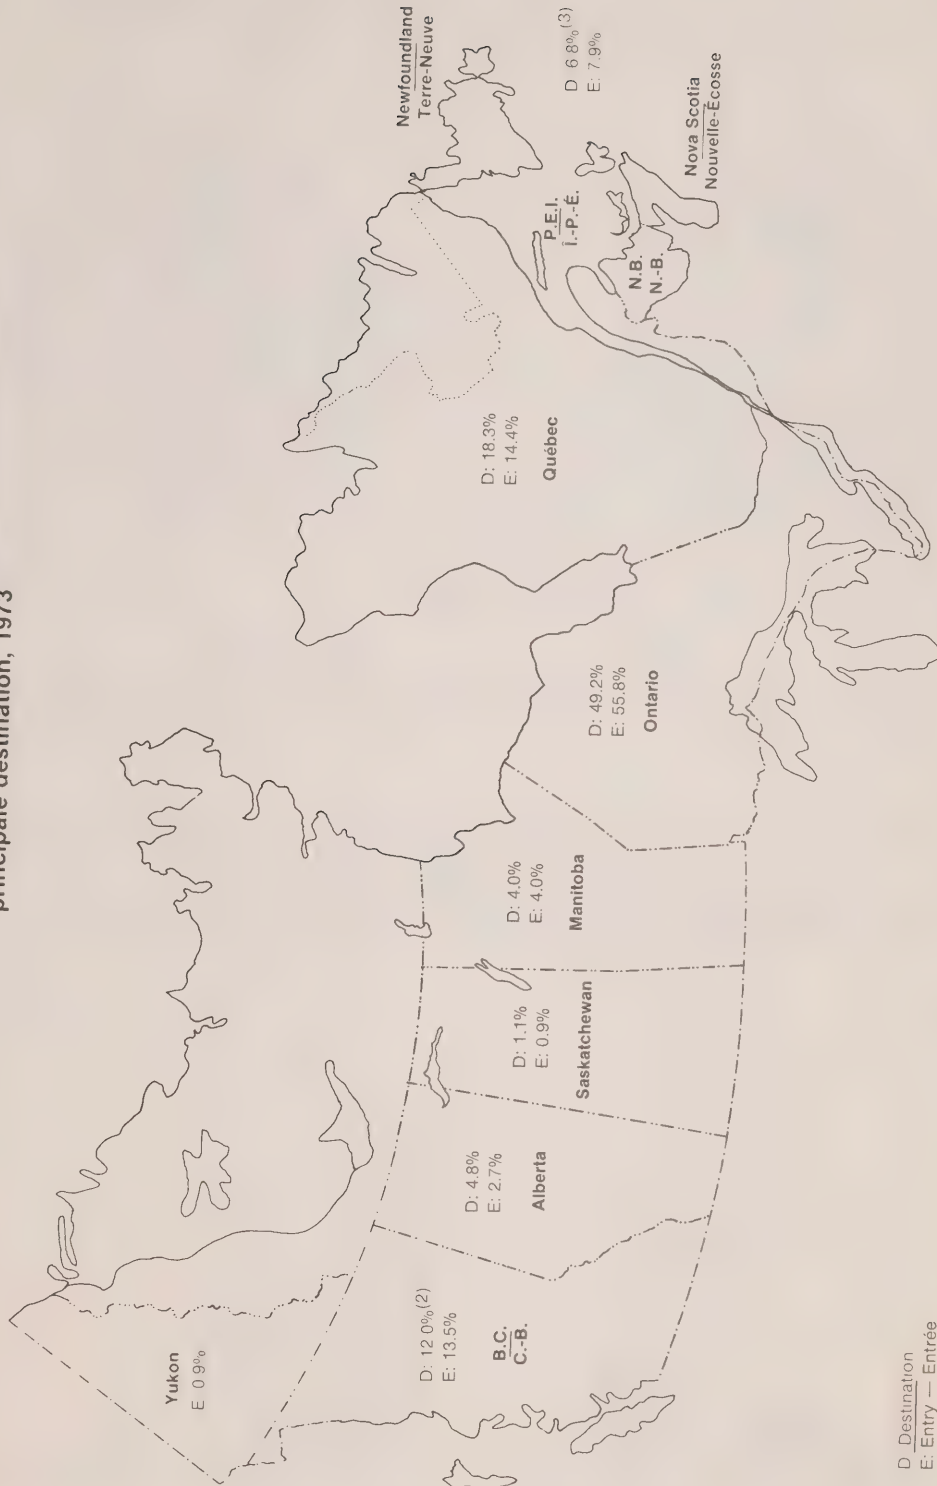 principale destination, 1973
Yukon
E 0.9%
D: 12 0%(2)
E: 13.5%
B.C.
C.-B.
D: 4.8%
E: 2.7%
Alberta
D: 1.1%
E: 0.9%
Saskatchewan
D: 4.0%
E: 4.0%
Manitoba
D: 49.2%
E: 55.8%
Ontario
D: 18.3%
E: 14.4%
Québec
Newfoundland
Terre-Neuve
D 6 8%(3)
E: 7.9%
P.E.I.
Î.-P.-É.
N.B.
N.-B.
Nova Scotia
Nouvelle-Écosse
D Destination
E: Entry — Entrée